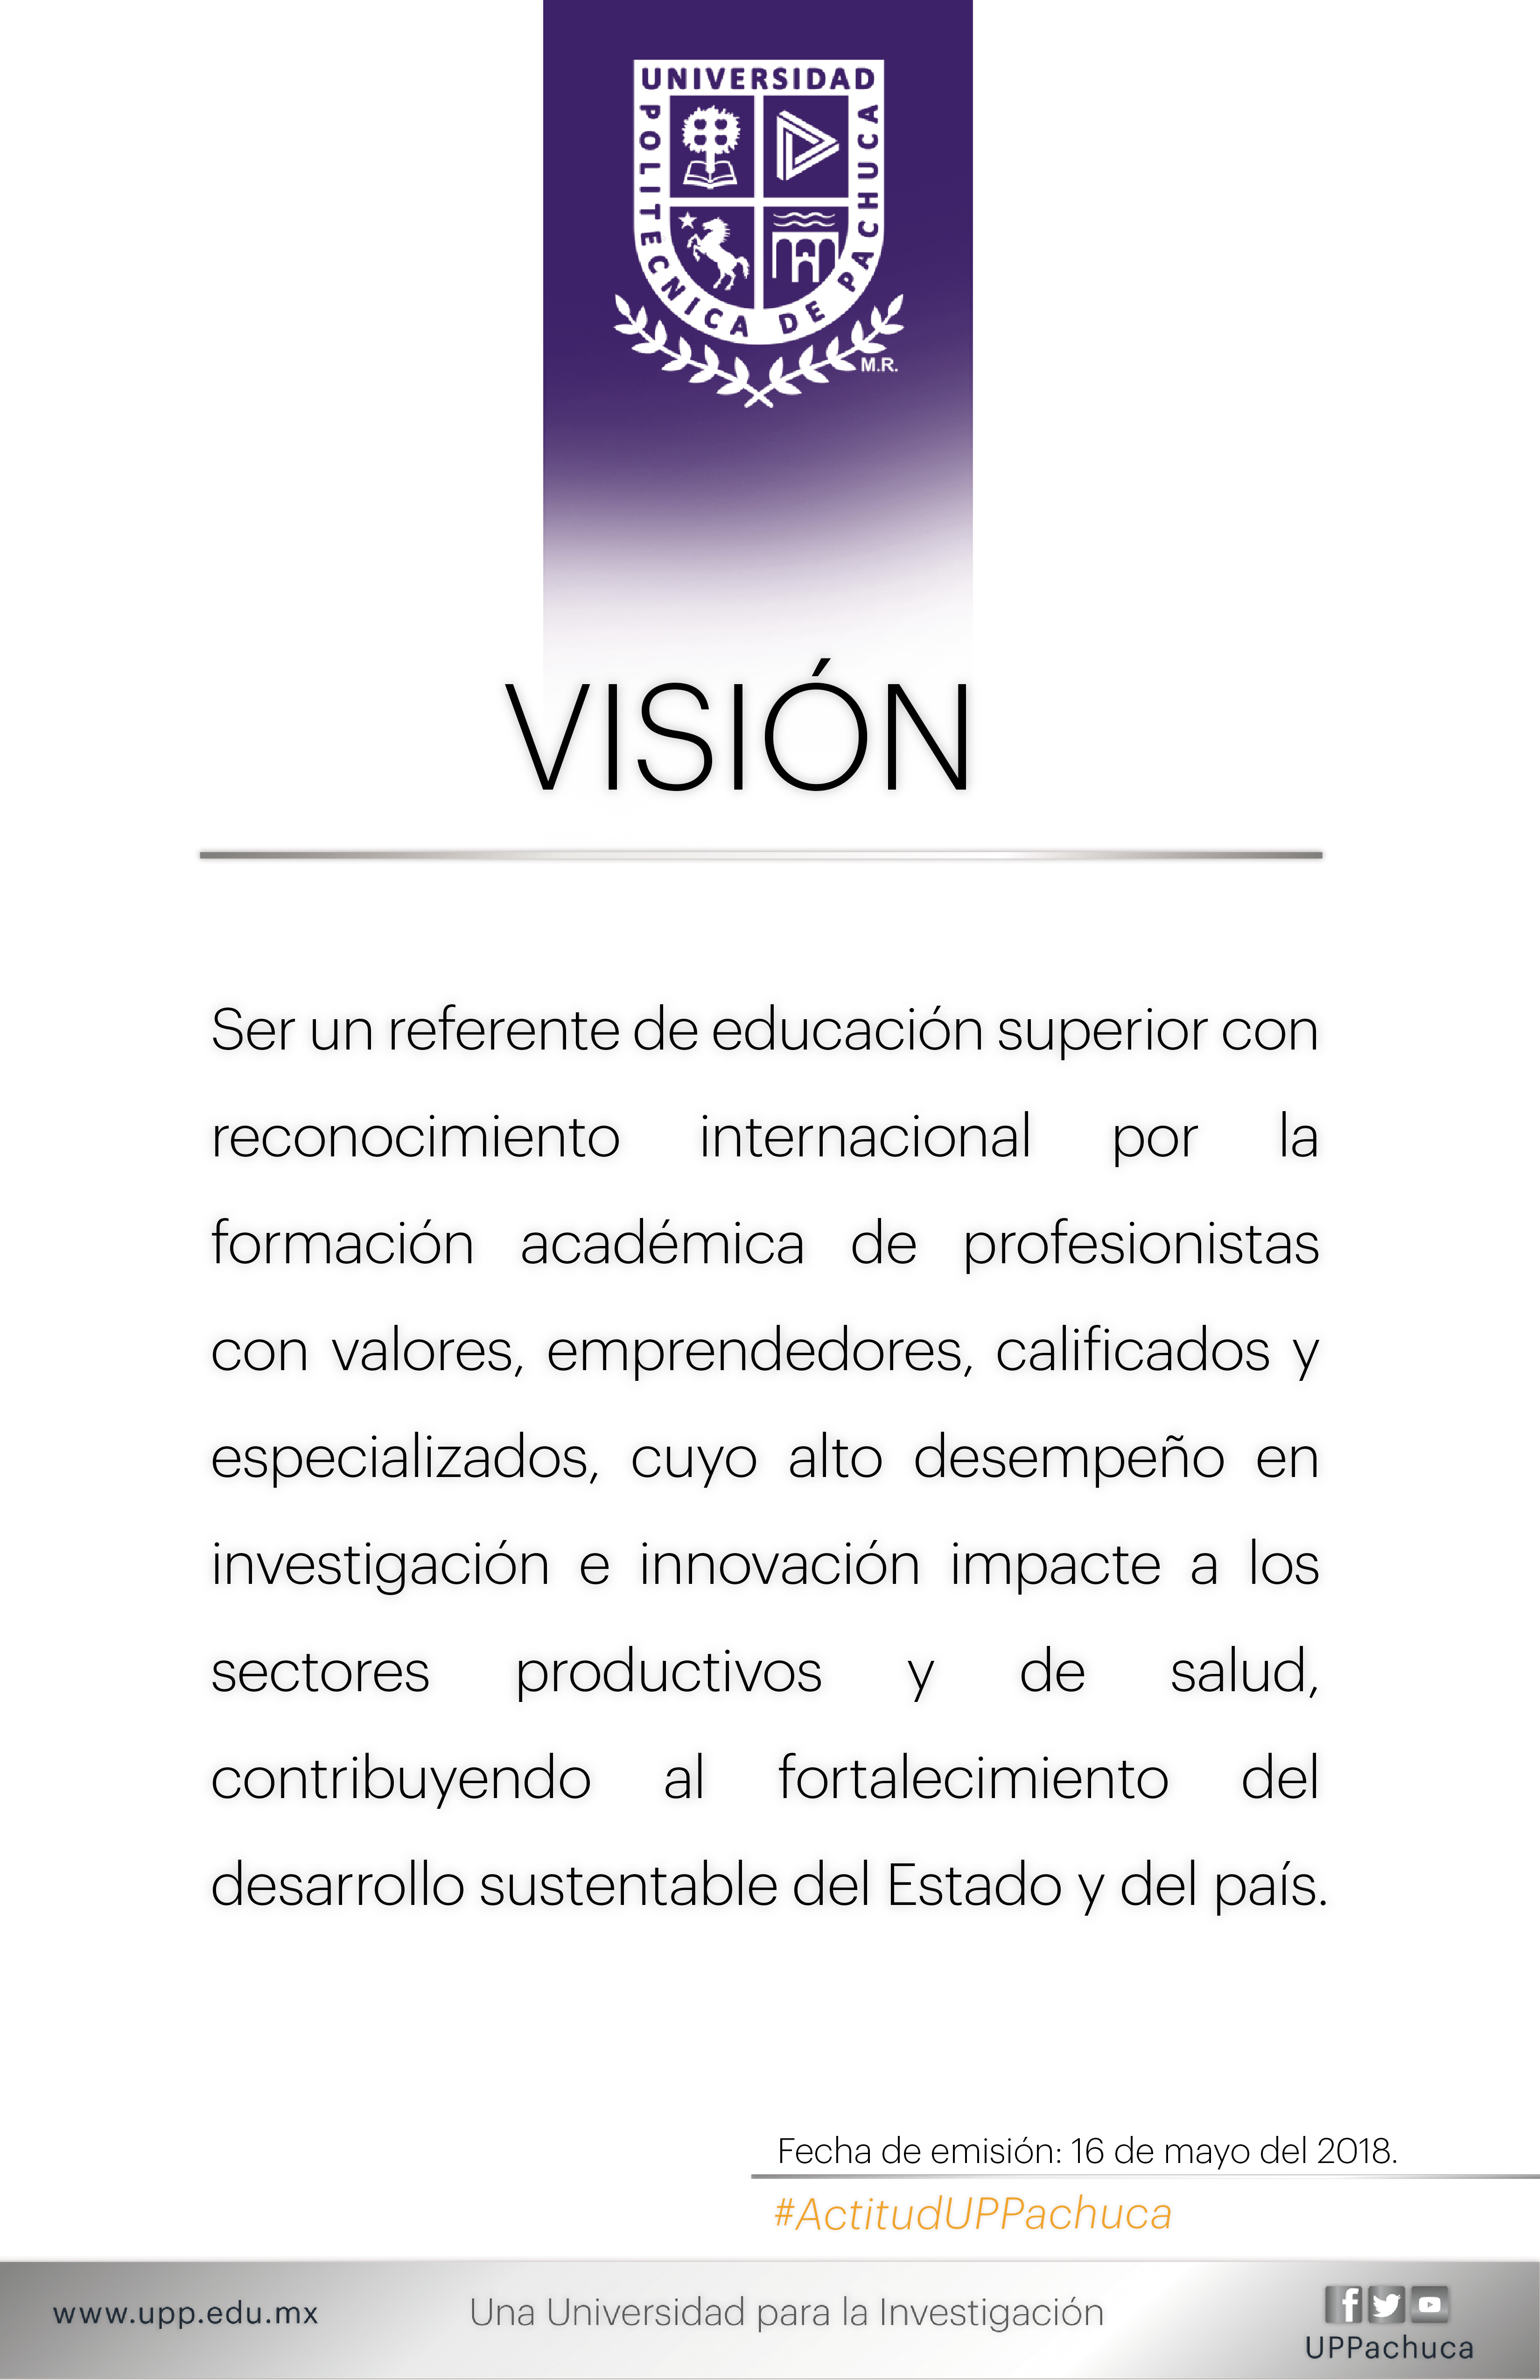 UNIVERSIDAD
POLITECNICA DE PACHUCA
M.R.
VISIÓN
Ser un referente de educación superior con
reconocimiento internacional por la
formación académica de profesionistas
con valores, emprendedores, calificados y
especializados, cuyo alto desempeño en
investigación e innovación impacte a los
sectores productivos y de salud,
contribuyendo al fortalecimiento del
desarrollo sustentable del Estado y del país.
Fecha de emisión: 16 de mayo del 2018.
#ActitudUPPachuca
www.upp.edu.mx
Una Universidad para la Investigación
UPPachuca